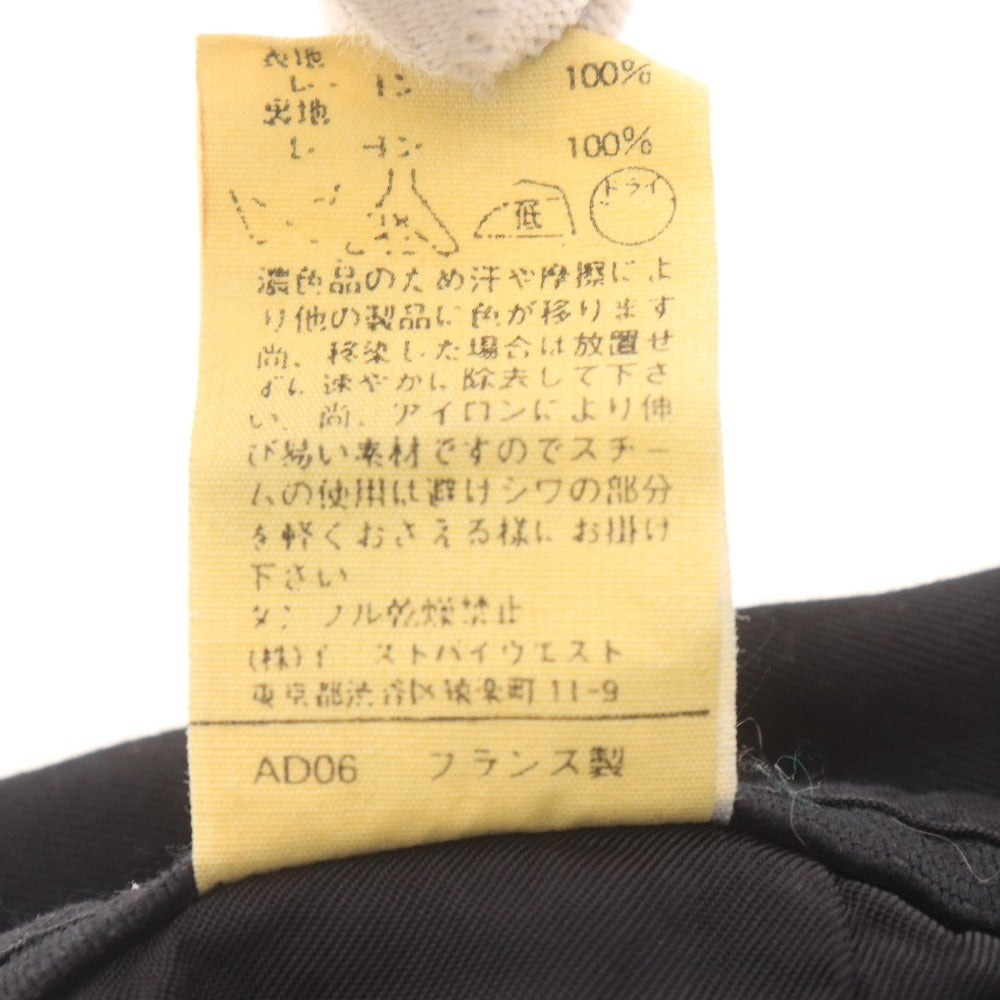 表地
レーヨン 100%
裏地
レーヨン 100%
低 ドライ
濃色品のため汗や摩擦によ
り他の製品に色が移ります
尚、移染した場合は放置せ
ずに速やかに除去して下さ
い、尚、アイロンにより伸
び易い素材ですのでスチー
ムの使用は避けシワの部分
を軽くおさえる様にお掛け
下さい
タンブル乾燥禁止
(株)イーストバイウエスト
東京都渋谷区猿楽町11-9
AD06 フランス製